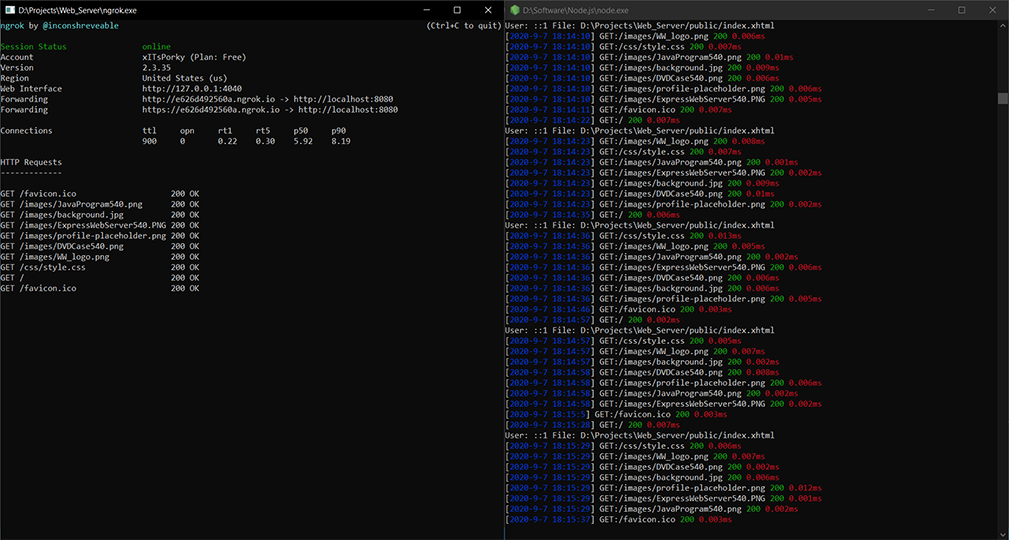 D:\Projects\Web_Server\ngrok.exe
ngrok by @inconshreveable (Ctrl+C to quit)
Session Status online
Account xITsPorky (Plan: Free)
Version 2.3.35
Region United States (us)
Web Interface http://127.0.0.1:4040
Forwarding http://e626d492560a.ngrok.io -> http://localhost:8080
Forwarding https://e626d492560a.ngrok.io -> http://localhost:8080
Connections ttl opn rt1 rt5 p50 p90
900 0 0.22 0.30 5.92 8.19
HTTP Requests
-------------
GET /favicon.ico 200 OK
GET /images/JavaProgram540.png 200 OK
GET /images/background.jpg 200 OK
GET /images/ExpressWebServer540.PNG 200 OK
GET /images/profile-placeholder.png 200 OK
GET /images/DVDCase540.png 200 OK
GET /images/WW_logo.png 200 OK
GET /css/style.css 200 OK
GET / 200 OK
GET /favicon.ico 200 OK
D:\Software\Node.js\node.exe
User: ::1 File: D:\Projects\Web_Server/public/index.xhtml
[2020-9-7 18:14:10] GET:/images/WW_logo.png 200 0.006ms
[2020-9-7 18:14:10] GET:/css/style.css 200 0.007ms
[2020-9-7 18:14:10] GET:/images/JavaProgram540.png 200 0.01ms
[2020-9-7 18:14:10] GET:/images/background.jpg 200 0.009ms
[2020-9-7 18:14:10] GET:/images/DVDCase540.png 200 0.006ms
[2020-9-7 18:14:10] GET:/images/profile-placeholder.png 200 0.006ms
[2020-9-7 18:14:10] GET:/images/ExpressWebServer540.PNG 200 0.005ms
[2020-9-7 18:14:11] GET:/favicon.ico 200 0.007ms
[2020-9-7 18:14:22] GET:/ 200 0.007ms
User: ::1 File: D:\Projects\Web_Server/public/index.xhtml
[2020-9-7 18:14:23] GET:/images/WW_logo.png 200 0.008ms
[2020-9-7 18:14:23] GET:/css/style.css 200 0.007ms
[2020-9-7 18:14:23] GET:/images/JavaProgram540.png 200 0.001ms
[2020-9-7 18:14:23] GET:/images/ExpressWebServer540.PNG 200 0.002ms
[2020-9-7 18:14:23] GET:/images/background.jpg 200 0.009ms
[2020-9-7 18:14:23] GET:/images/DVDCase540.png 200 0.01ms
[2020-9-7 18:14:23] GET:/images/profile-placeholder.png 200 0.002ms
[2020-9-7 18:14:35] GET:/ 200 0.006ms
User: ::1 File: D:\Projects\Web_Server/public/index.xhtml
[2020-9-7 18:14:36] GET:/css/style.css 200 0.013ms
[2020-9-7 18:14:36] GET:/images/WW_logo.png 200 0.005ms
[2020-9-7 18:14:36] GET:/images/JavaProgram540.png 200 0.002ms
[2020-9-7 18:14:36] GET:/images/ExpressWebServer540.PNG 200 0.006ms
[2020-9-7 18:14:36] GET:/images/DVDCase540.png 200 0.006ms
[2020-9-7 18:14:36] GET:/images/background.jpg 200 0.006ms
[2020-9-7 18:14:36] GET:/images/profile-placeholder.png 200 0.005ms
[2020-9-7 18:14:46] GET:/favicon.ico 200 0.003ms
[2020-9-7 18:14:57] GET:/ 200 0.002ms
User: ::1 File: D:\Projects\Web_Server/public/index.xhtml
[2020-9-7 18:14:57] GET:/css/style.css 200 0.005ms
[2020-9-7 18:14:57] GET:/images/WW_logo.png 200 0.007ms
[2020-9-7 18:14:57] GET:/images/background.jpg 200 0.002ms
[2020-9-7 18:14:58] GET:/images/DVDCase540.png 200 0.008ms
[2020-9-7 18:14:58] GET:/images/profile-placeholder.png 200 0.006ms
[2020-9-7 18:14:58] GET:/images/JavaProgram540.png 200 0.002ms
[2020-9-7 18:14:58] GET:/images/ExpressWebServer540.PNG 200 0.002ms
[2020-9-7 18:15:5] GET:/favicon.ico 200 0.003ms
[2020-9-7 18:15:28] GET:/ 200 0.007ms
User: ::1 File: D:\Projects\Web_Server/public/index.xhtml
[2020-9-7 18:15:29] GET:/css/style.css 200 0.006ms
[2020-9-7 18:15:29] GET:/images/WW_logo.png 200 0.007ms
[2020-9-7 18:15:29] GET:/images/DVDCase540.png 200 0.002ms
[2020-9-7 18:15:29] GET:/images/background.jpg 200 0.006ms
[2020-9-7 18:15:29] GET:/images/profile-placeholder.png 200 0.012ms
[2020-9-7 18:15:29] GET:/images/ExpressWebServer540.PNG 200 0.001ms
[2020-9-7 18:15:29] GET:/images/JavaProgram540.png 200 0.002ms
[2020-9-7 18:15:37] GET:/favicon.ico 200 0.003ms